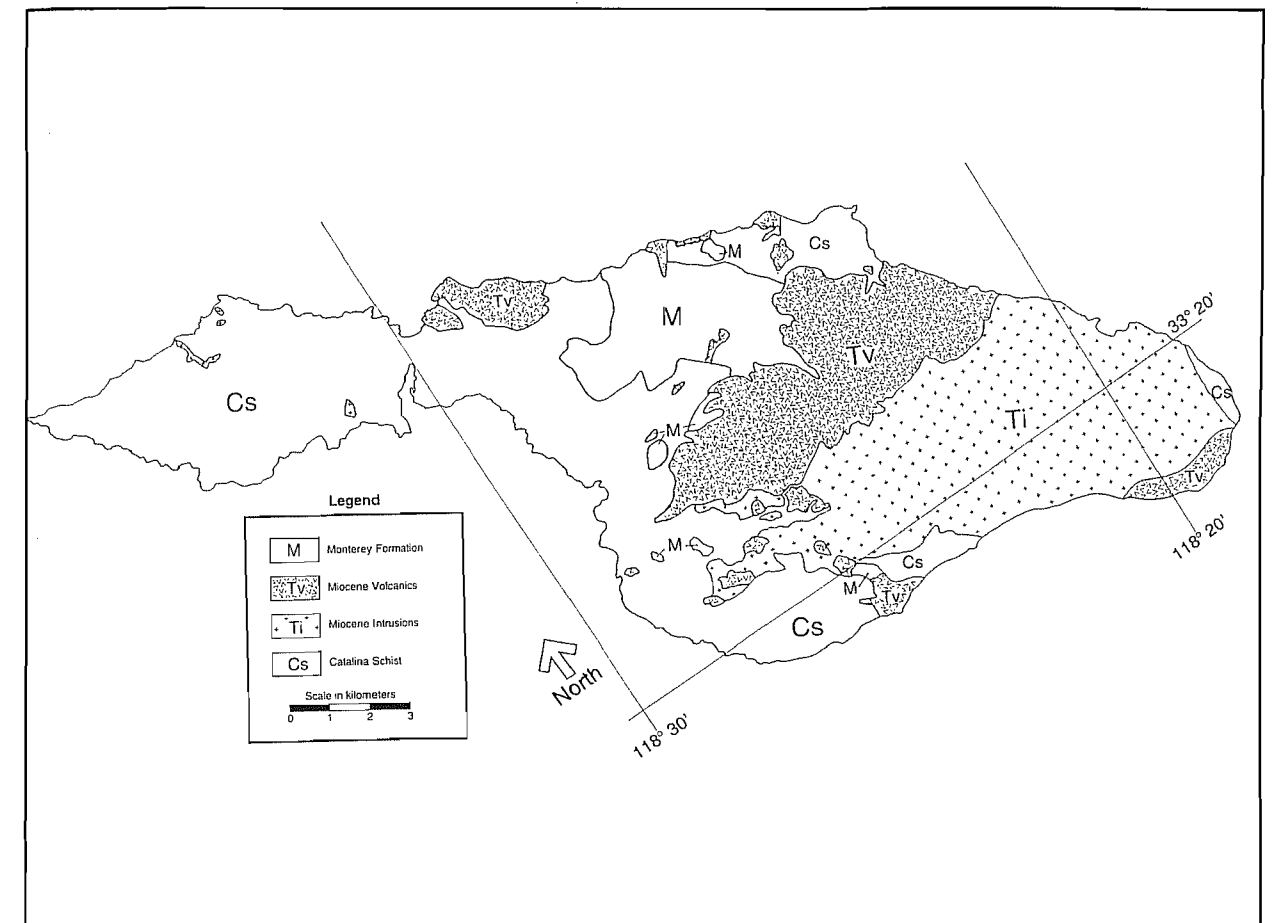 M
Cs
Tv
M
33° 20'
Tv
Cs
Cs
Ti
M
Tv
Legend
M Monterey Formation
Tv Miocene Volcanics
Ti Miocene Intrusions
Cs Catalina Schist
Scale in kilometers
0 1 2 3
M
118° 20'
Cs
M
Tv
Cs
North
118° 30'